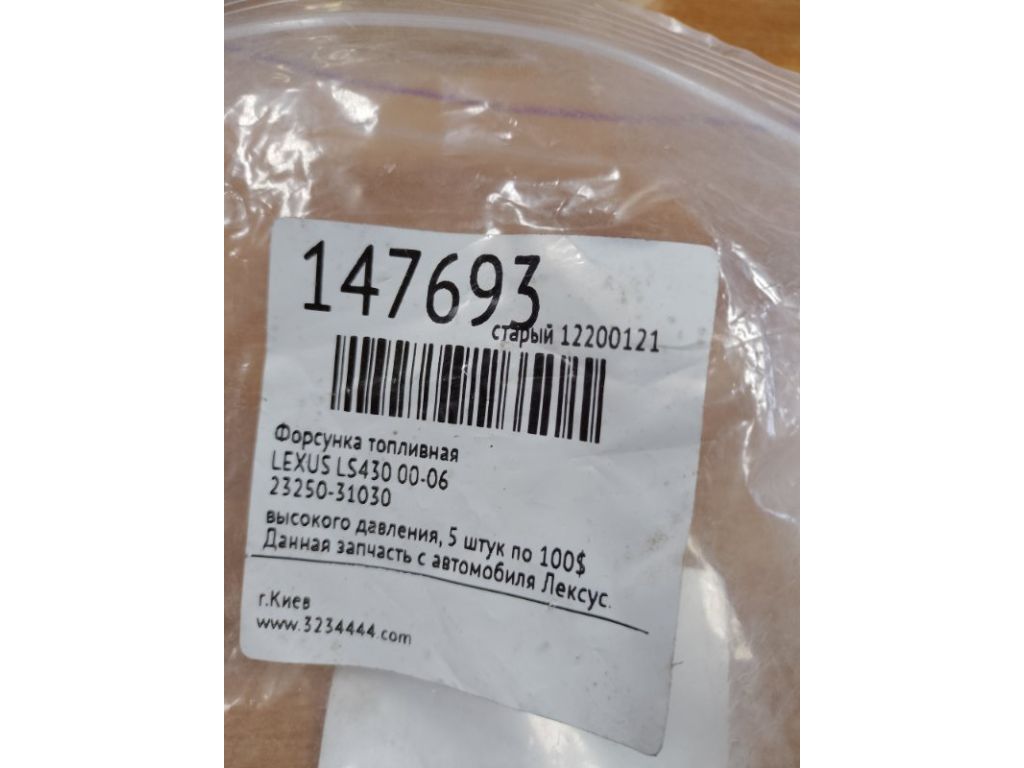 147693
старый 12200121
Форсунка топливная
LEXUS LS430 00-06
23250-31030
высокого давления, 5 штук по 100$
Данная запчасть с автомобиля Лексус.
г.Киев
www.3234444.com